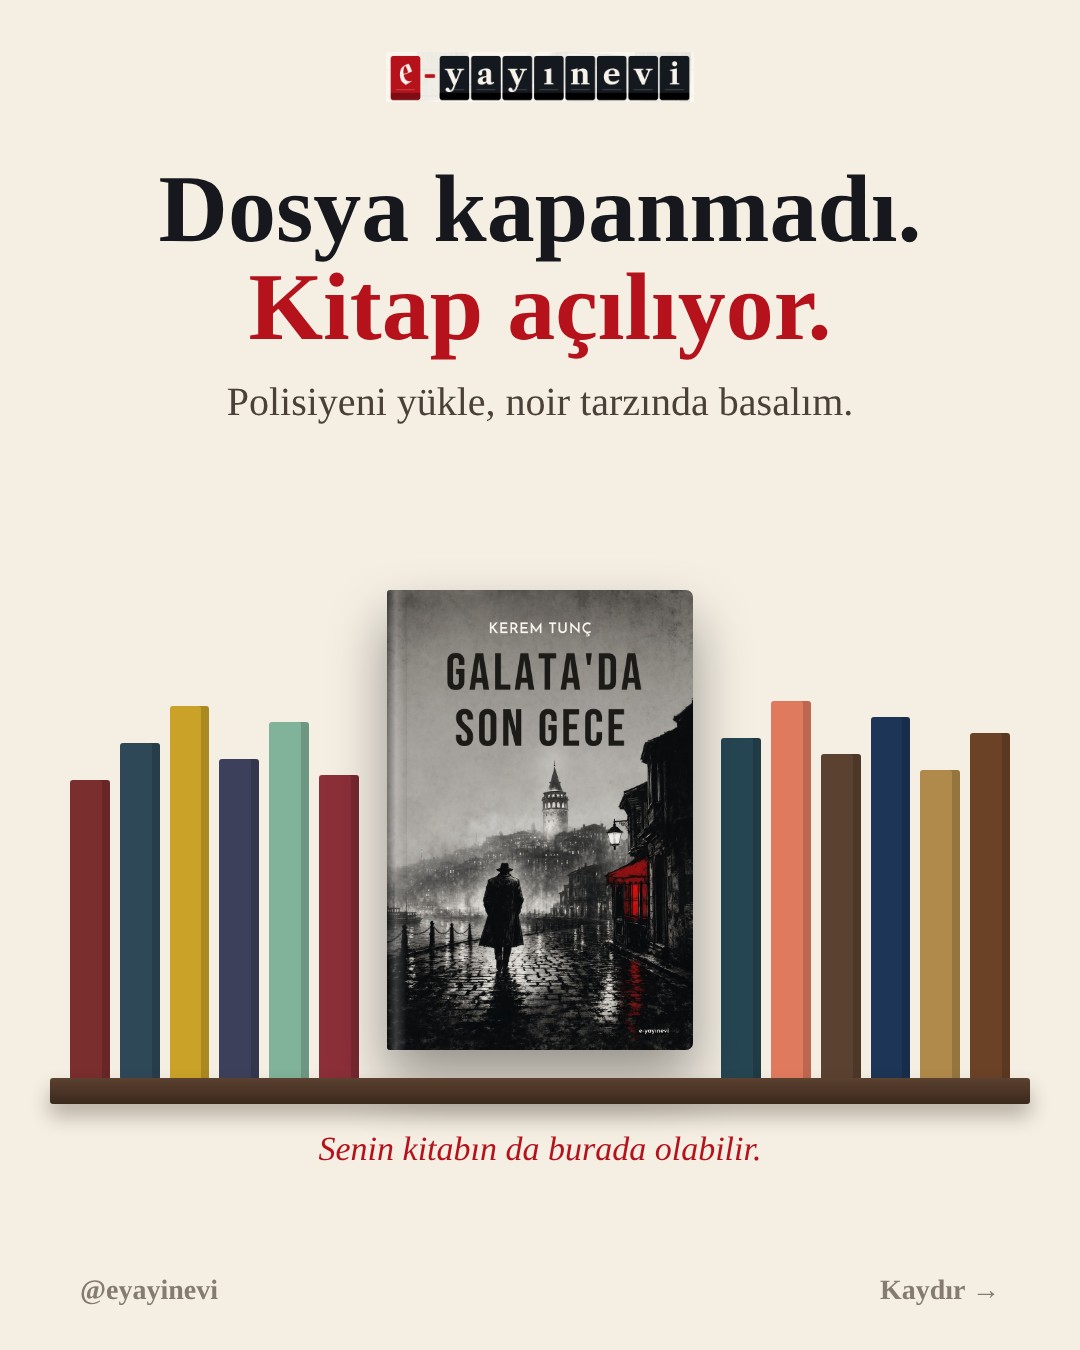 e-yayınevi
Dosya kapanmadı.
Kitap açılıyor.
Polisiyeni yükle, noir tarzında basalım.
KEREM TUNÇ
GALATA'DA
SON GECE
e-yayınevi
Senin kitabın da burada olabilir.
@eyayinevi
Kaydır →